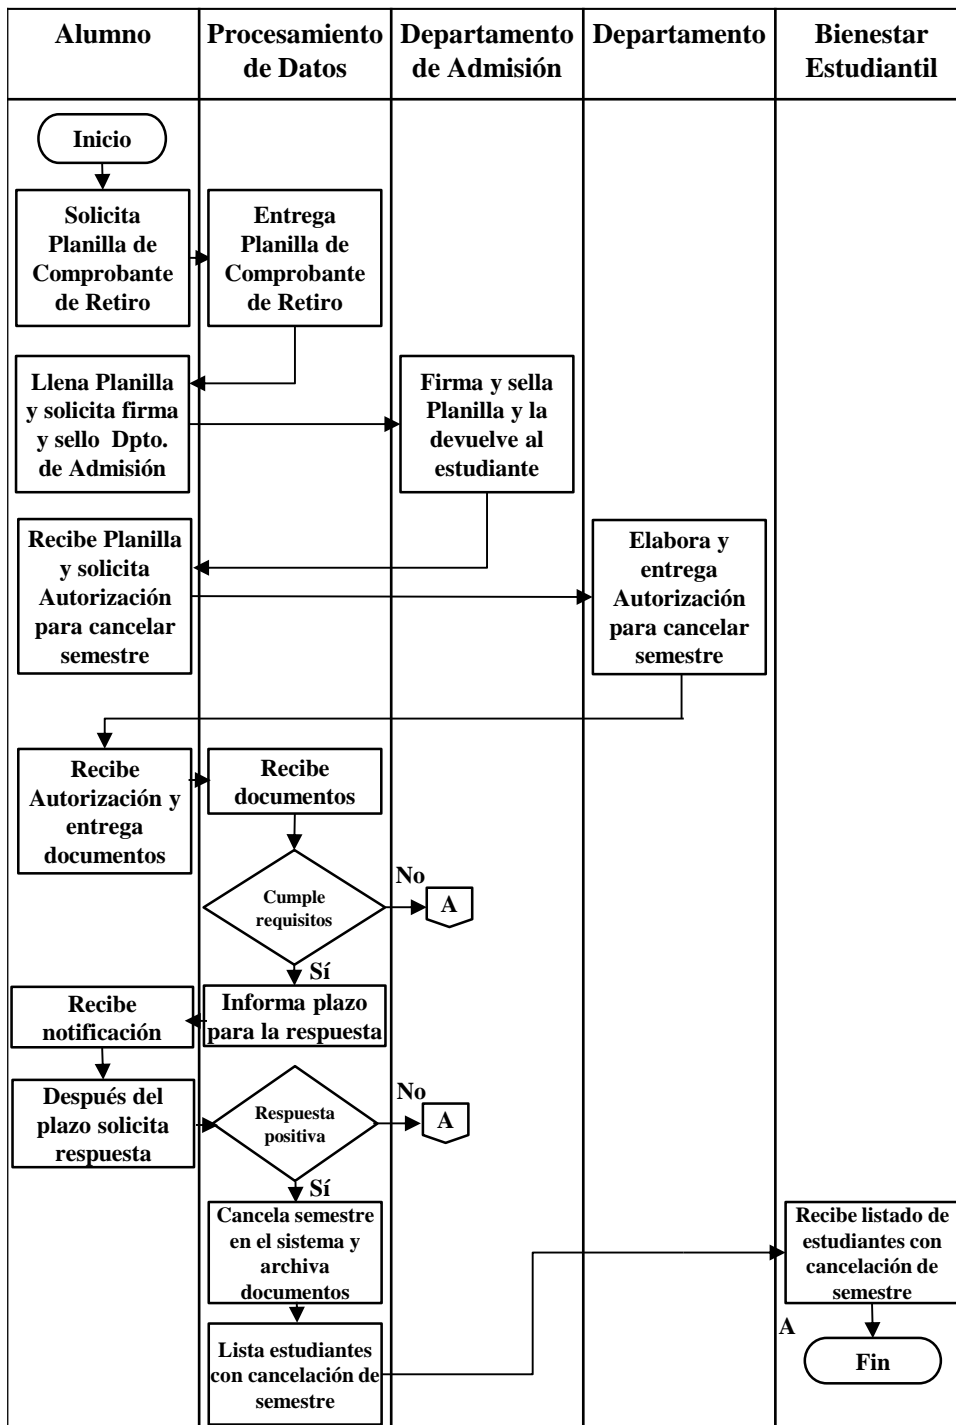 Alumno
Procesamiento
de Datos
Departamento
de Admisión
Departamento
Bienestar
Estudiantil
Inicio
Solicita
Planilla de
Comprobante
de Retiro
Entrega
Planilla de
Comprobante
de Retiro
Llena Planilla
y solicita firma
y sello Dpto.
de Admisión
Firma y sella
Planilla y la
devuelve al
estudiante
Recibe Planilla
y solicita
Autorización
para cancelar
semestre
Elabora y
entrega
Autorización
para cancelar
semestre
Recibe
Autorización y
entrega
documentos
Recibe
documentos
Cumple
requisitos
No
A
Sí
Informa plazo
para la respuesta
Recibe
notificación
Después del
plazo solicita
respuesta
Respuesta
positiva
No
A
Sí
Cancela semestre
en el sistema y
archiva
documentos
Recibe listado de
estudiantes con
cancelación de
semestre
Lista estudiantes
con cancelación de
semestre
A
Fin